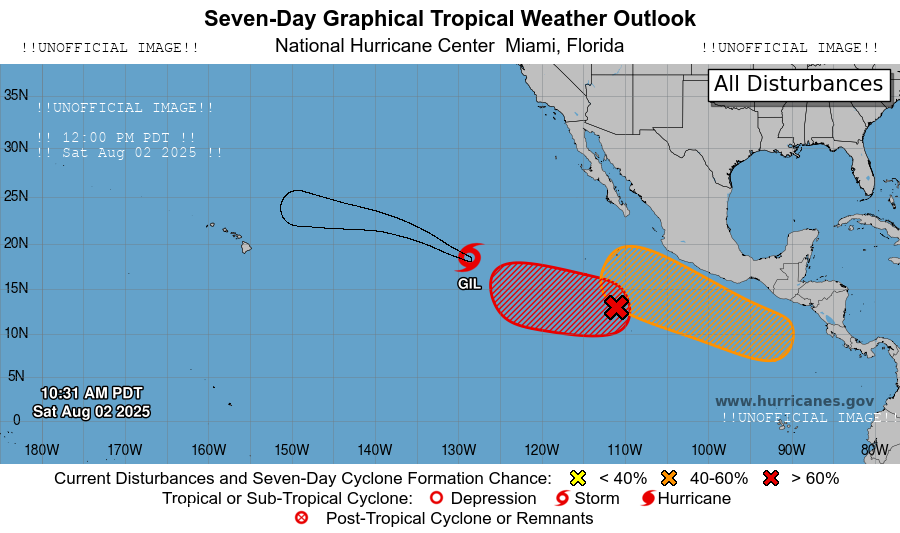 Seven-Day Graphical Tropical Weather Outlook
!!UNOFFICIAL IMAGE!! National Hurricane Center Miami, Florida !!UNOFFICIAL IMAGE!!
All Disturbances
35N
!!UNOFFICIAL IMAGE!!
!! 12:00 PM PDT !!
30N
!! Sat Aug 02 2025 !!
25N
20N
GIL
15N
10N
5N
10:31 AM PDT
Sat Aug 02 2025
www.hurricanes.gov
!!UNOFFICIAL IMAGE!!
0
180W 170W 160W 150W 140W 130W 120W 110W 100W 90W 80W
Current Disturbances and Seven-Day Cyclone Formation Chance: < 40% 40-60% > 60%
Tropical or Sub-Tropical Cyclone: Depression Storm Hurricane
Post-Tropical Cyclone or Remnants